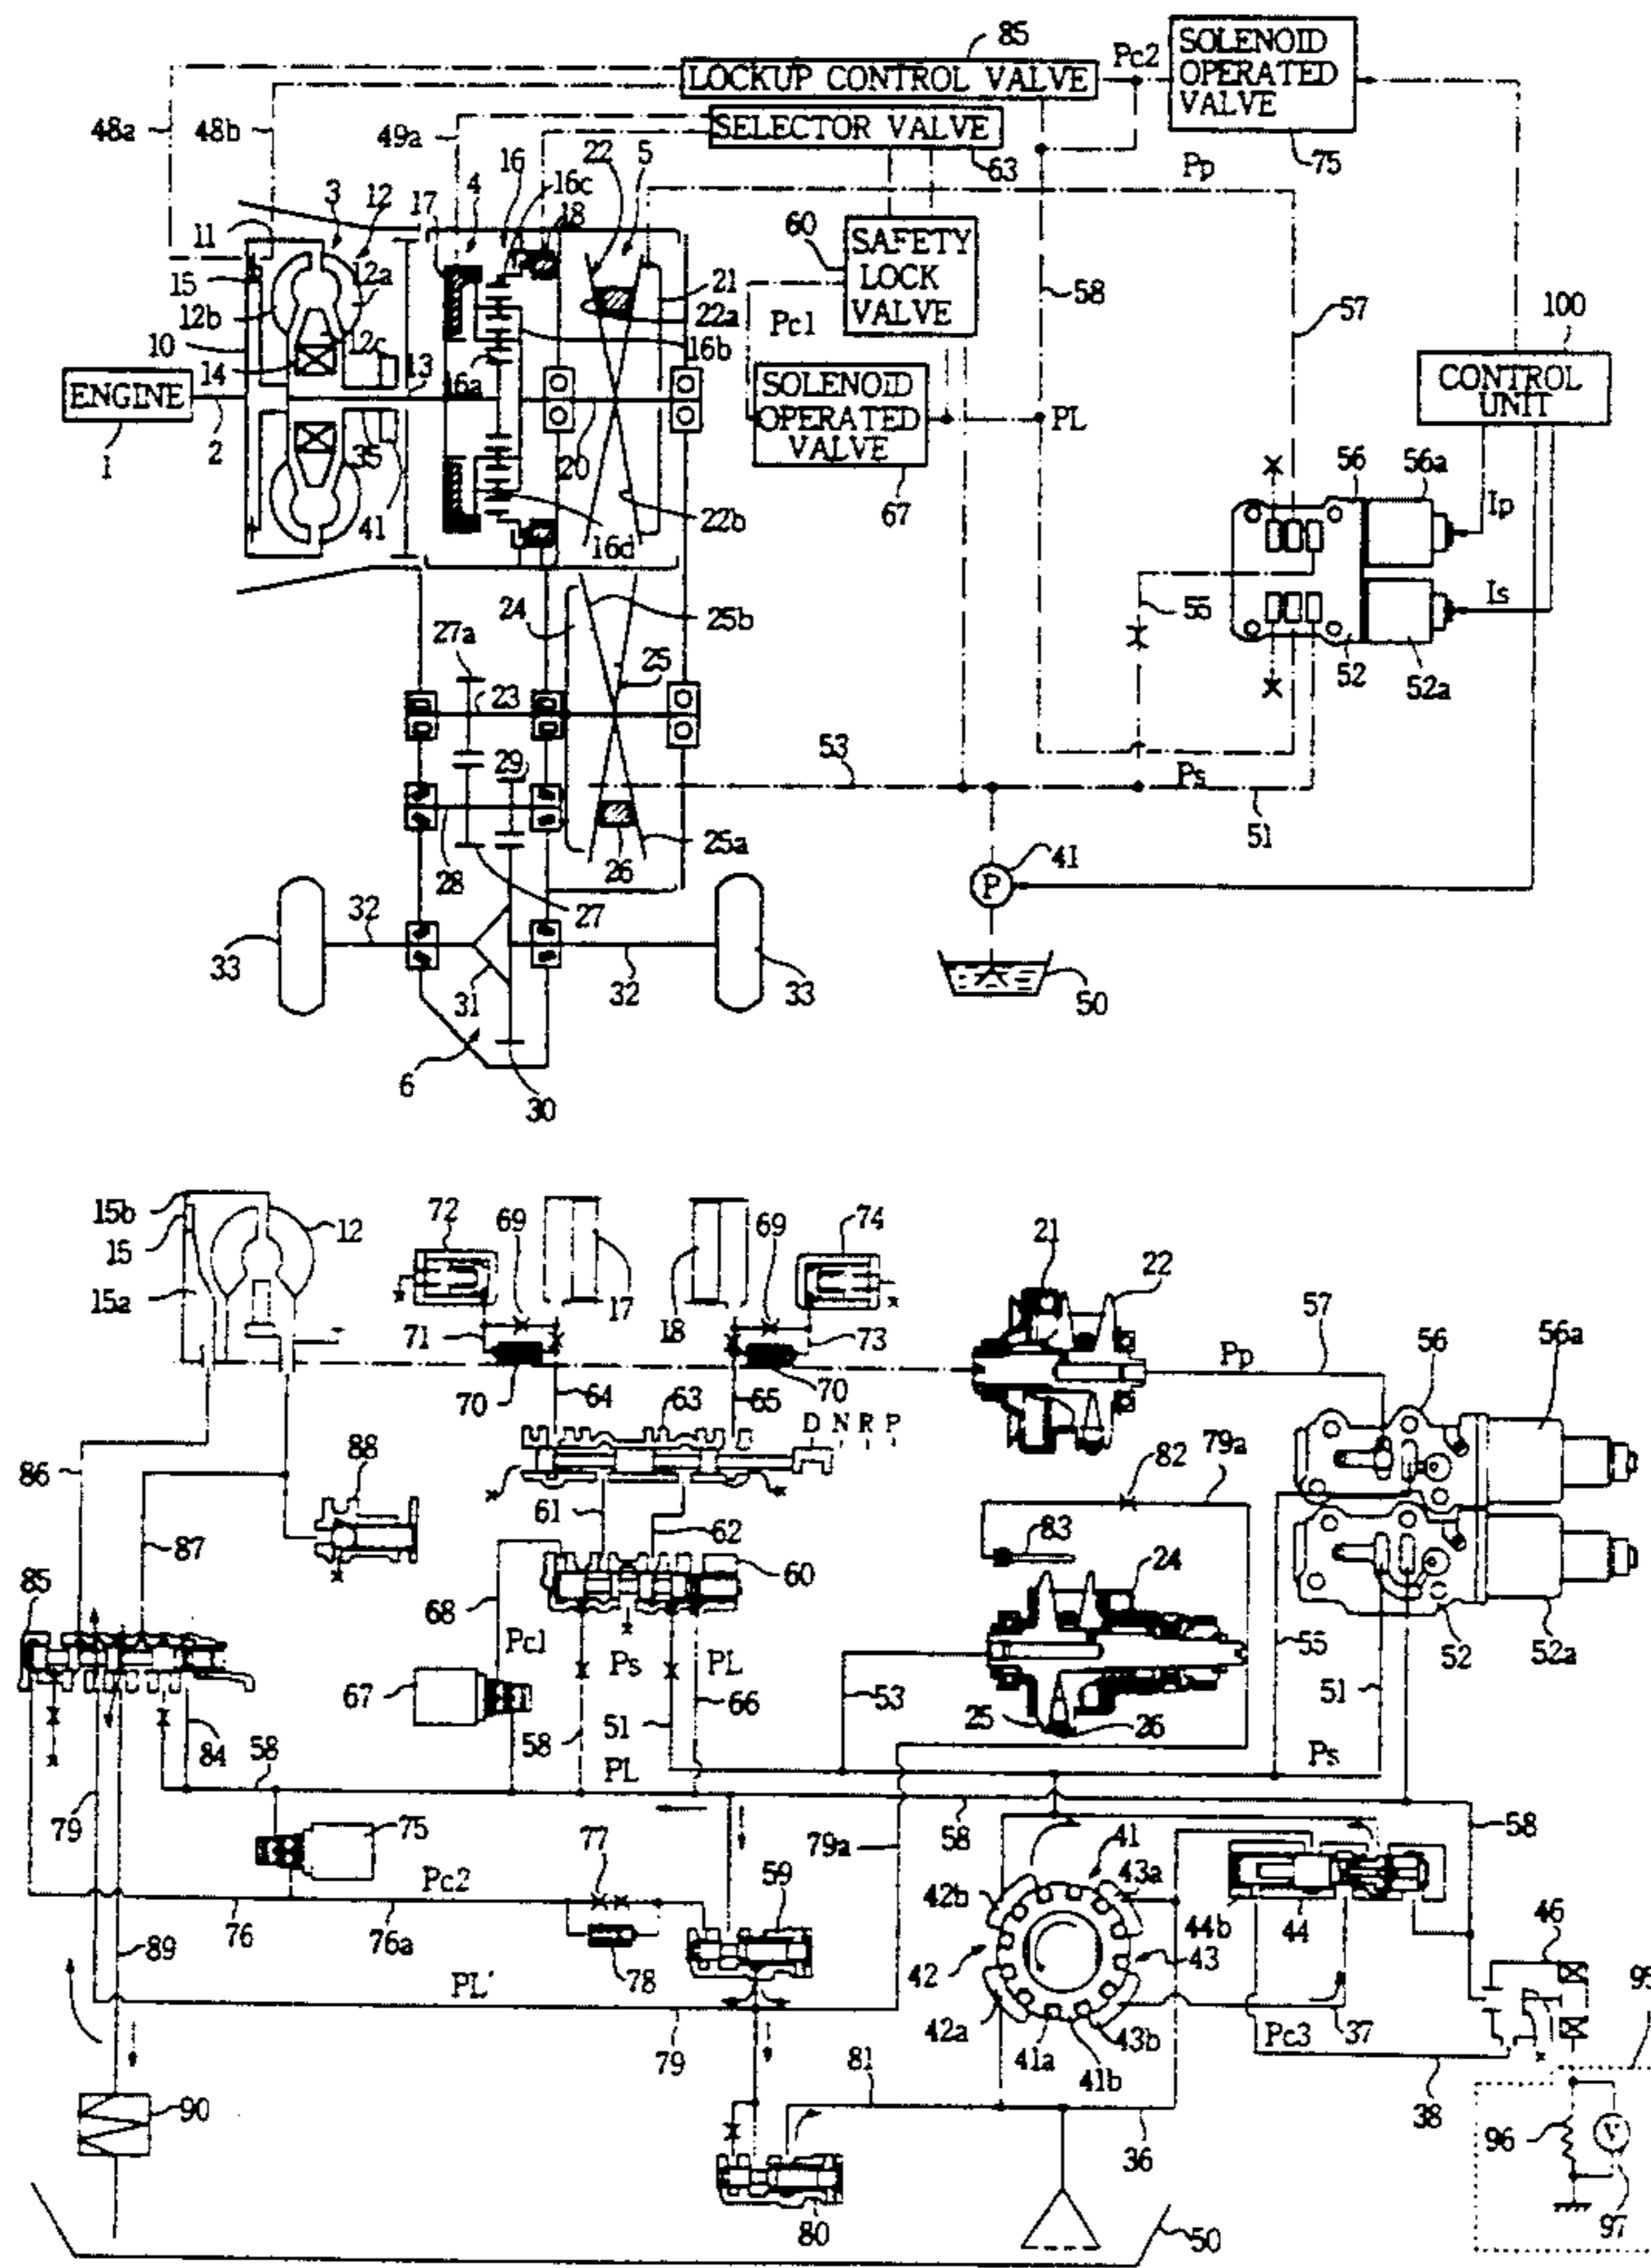 85
LOCKUP CONTROL VALVE
Pc2
SOLENOID
OPERATED
VALVE
75
48a
48b
49a
SELECTOR VALVE
63
Pp
22
5
16
16c
4
17
18
3
12
11
15
12a
12b
12c
10
14
13
16a
16b
21
22a
60
SAFETY
LOCK
VALVE
58
57
100
Pc1
CONTROL
UNIT
ENGINE
1
2
35
41
SOLENOID
OPERATED
VALVE
67
PL
20
22b
16d
56
56a
Ip
Is
55
52
52a
24
25b
27a
25
23
29
53
Ps
51
28
26
25a
41
P
27
32
33
31
32
33
50
6
30
15b
15
12
15a
72
69
17
69
74
18
71
73
70
70
21
22
57
Pp
56
56a
64
63
65
D N R P
86
88
82
79a
61
62
83
87
60
24
85
68
Pc1
Ps
PL
67
66
53
55
52
52a
51
58
51
25
26
84
58
PL
Ps
79
75
58
79a
58
77
Pc2
59
41
43a
42b
44b
44
46
76
76a
78
42
43
89
PL'
95
42a
41a
43b
41b
Pc3
37
79
81
90
38
36
96
V
97
80
50